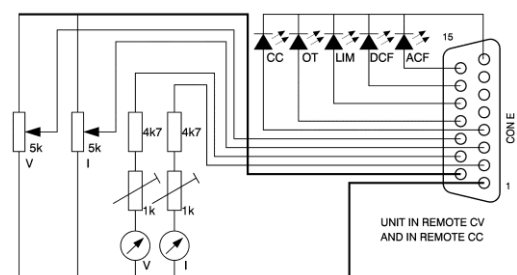 15
CC OT LIM DCF ACF
CON E
4k7 4k7
5k 5k
V I
1k 1k
1
UNIT IN REMOTE CV
AND IN REMOTE CC
V I